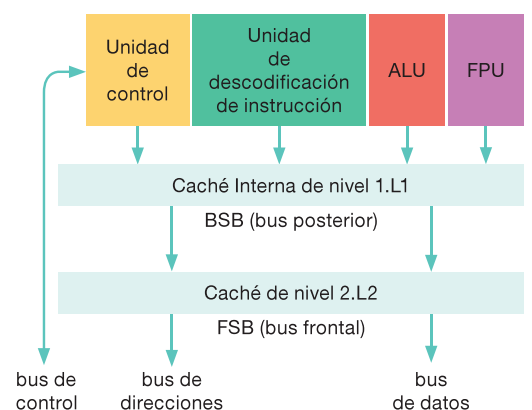 Unidad
de
control
Unidad
de
descodificación
de instrucción
ALU
FPU
Caché Interna de nivel 1.L1
BSB (bus posterior)
Caché de nivel 2.L2
FSB (bus frontal)
bus de
control
bus de
direcciones
bus
de datos